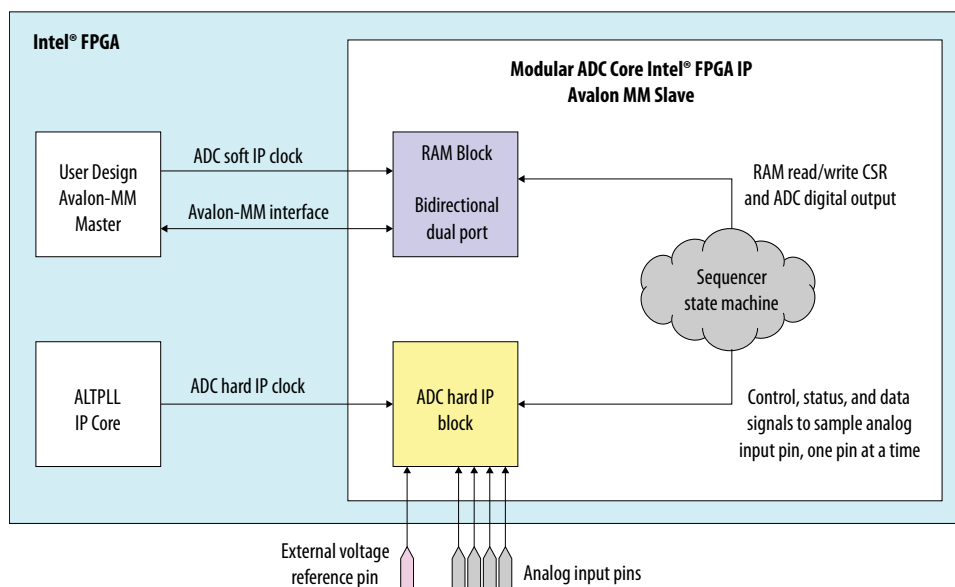 Intel® FPGA
Modular ADC Core Intel® FPGA IP
Avalon MM Slave
User Design
Avalon-MM
Master
ADC soft IP clock
Avalon-MM interface
RAM Block
Bidirectional
dual port
RAM read/write CSR
and ADC digital output
Sequencer
state machine
ALTPLL
IP Core
ADC hard IP clock
ADC hard IP
block
Control, status, and data
signals to sample analog
input pin, one pin at a time
External voltage
reference pin
Analog input pins